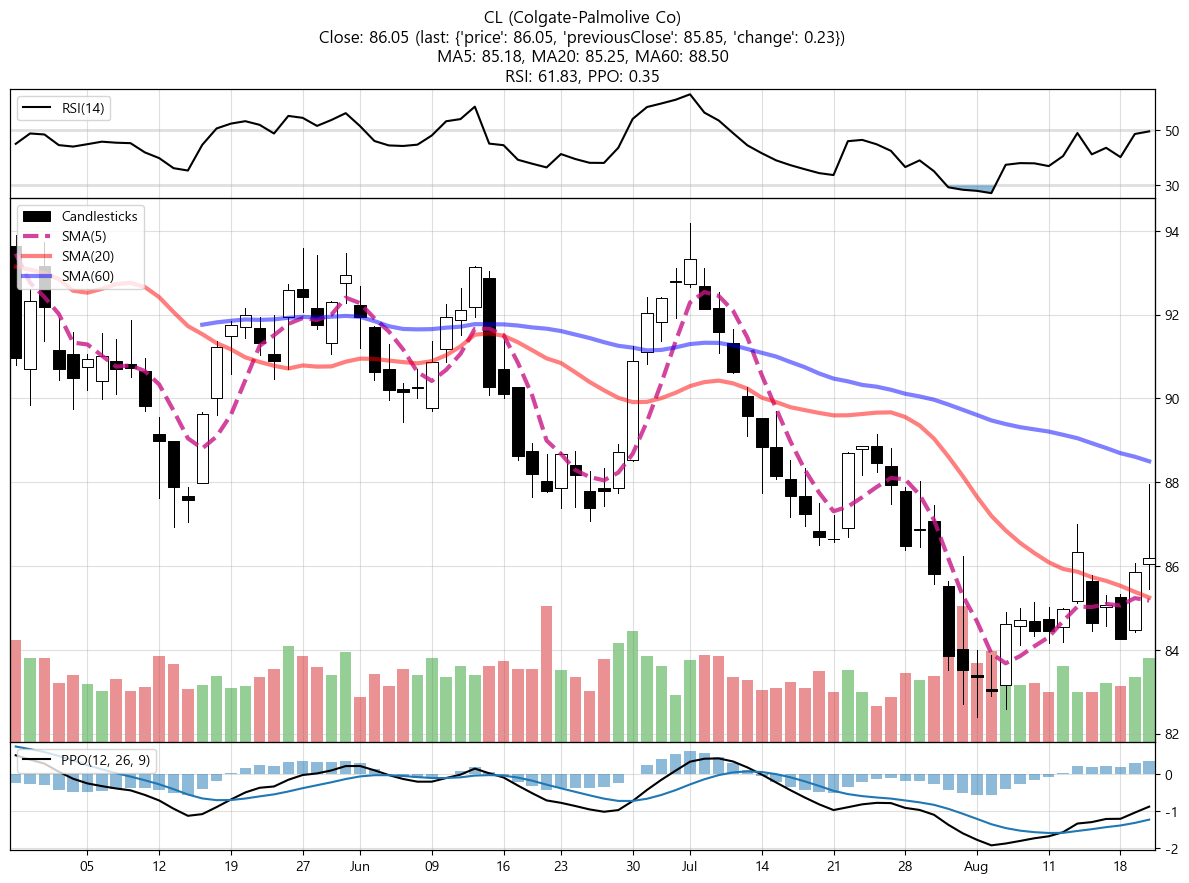 CL (Colgate-Palmolive Co)
Close: 86.05 (last: {'price': 86.05, 'previousClose': 85.85, 'change': 0.23})
MA5: 85.18, MA20: 85.25, MA60: 88.50
RSI: 61.83, PPO: 0.35
RSI(14)
50
30
Candlesticks
SMA(5)
SMA(20)
SMA(60)
94
92
90
88
86
84
82
PPO(12, 26, 9)
0
-1
-2
05 12 19 27 Jun 09 16 23 30 Jul 14 21 28 Aug 11 18